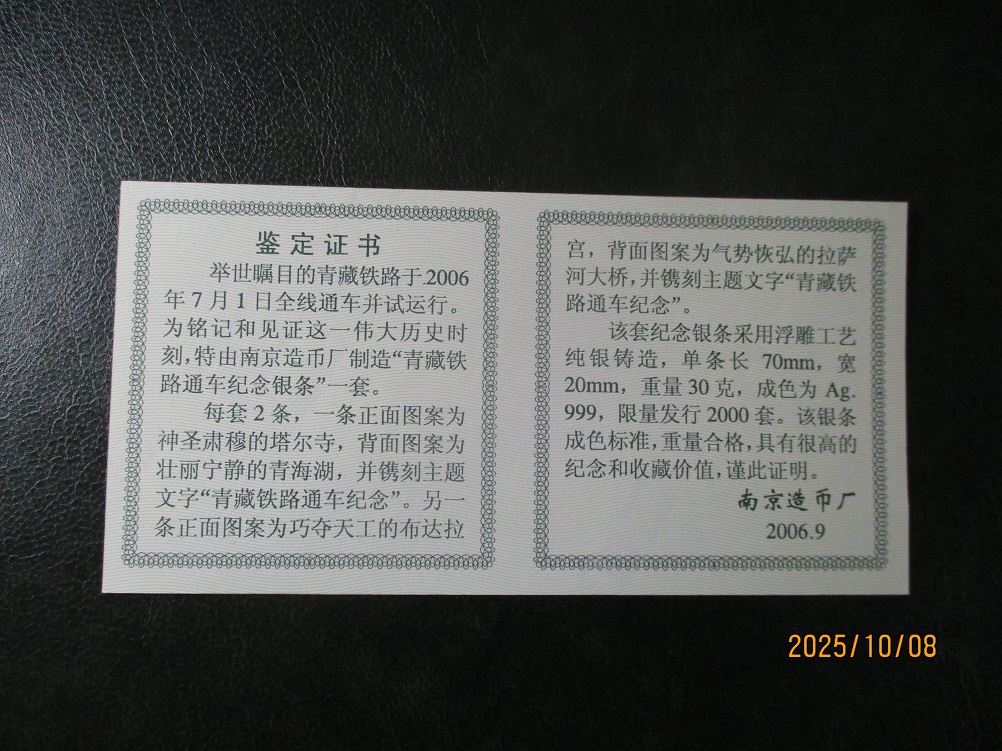 鉴定证书
举世瞩目的青藏铁路于2006
年7月1日全线通车并试运行。
为铭记和见证这一伟大历史时
刻,特由南京造币厂制造“青藏铁
路通车纪念银条”一套。
每套2条，一条正面图案为
神圣肃穆的塔尔寺，背面图案为
壮丽宁静的青海湖，并镌刻主题
文字“青藏铁路通车纪念”。另一
条正面图案为巧夺天工的布达拉
宫，背面图案为气势恢弘的拉萨
河大桥,并镌刻主题文字“青藏铁
路通车纪念”。
该套纪念银条采用浮雕工艺
纯银铸造，单条长 70mm，宽
20mm，重量30克，成色为 Ag.
999，限量发行2000套。该银条
成色标准,重量合格,具有很高的
纪念和收藏价值,谨此证明。
南京造币厂
2006.9
2025/10/08